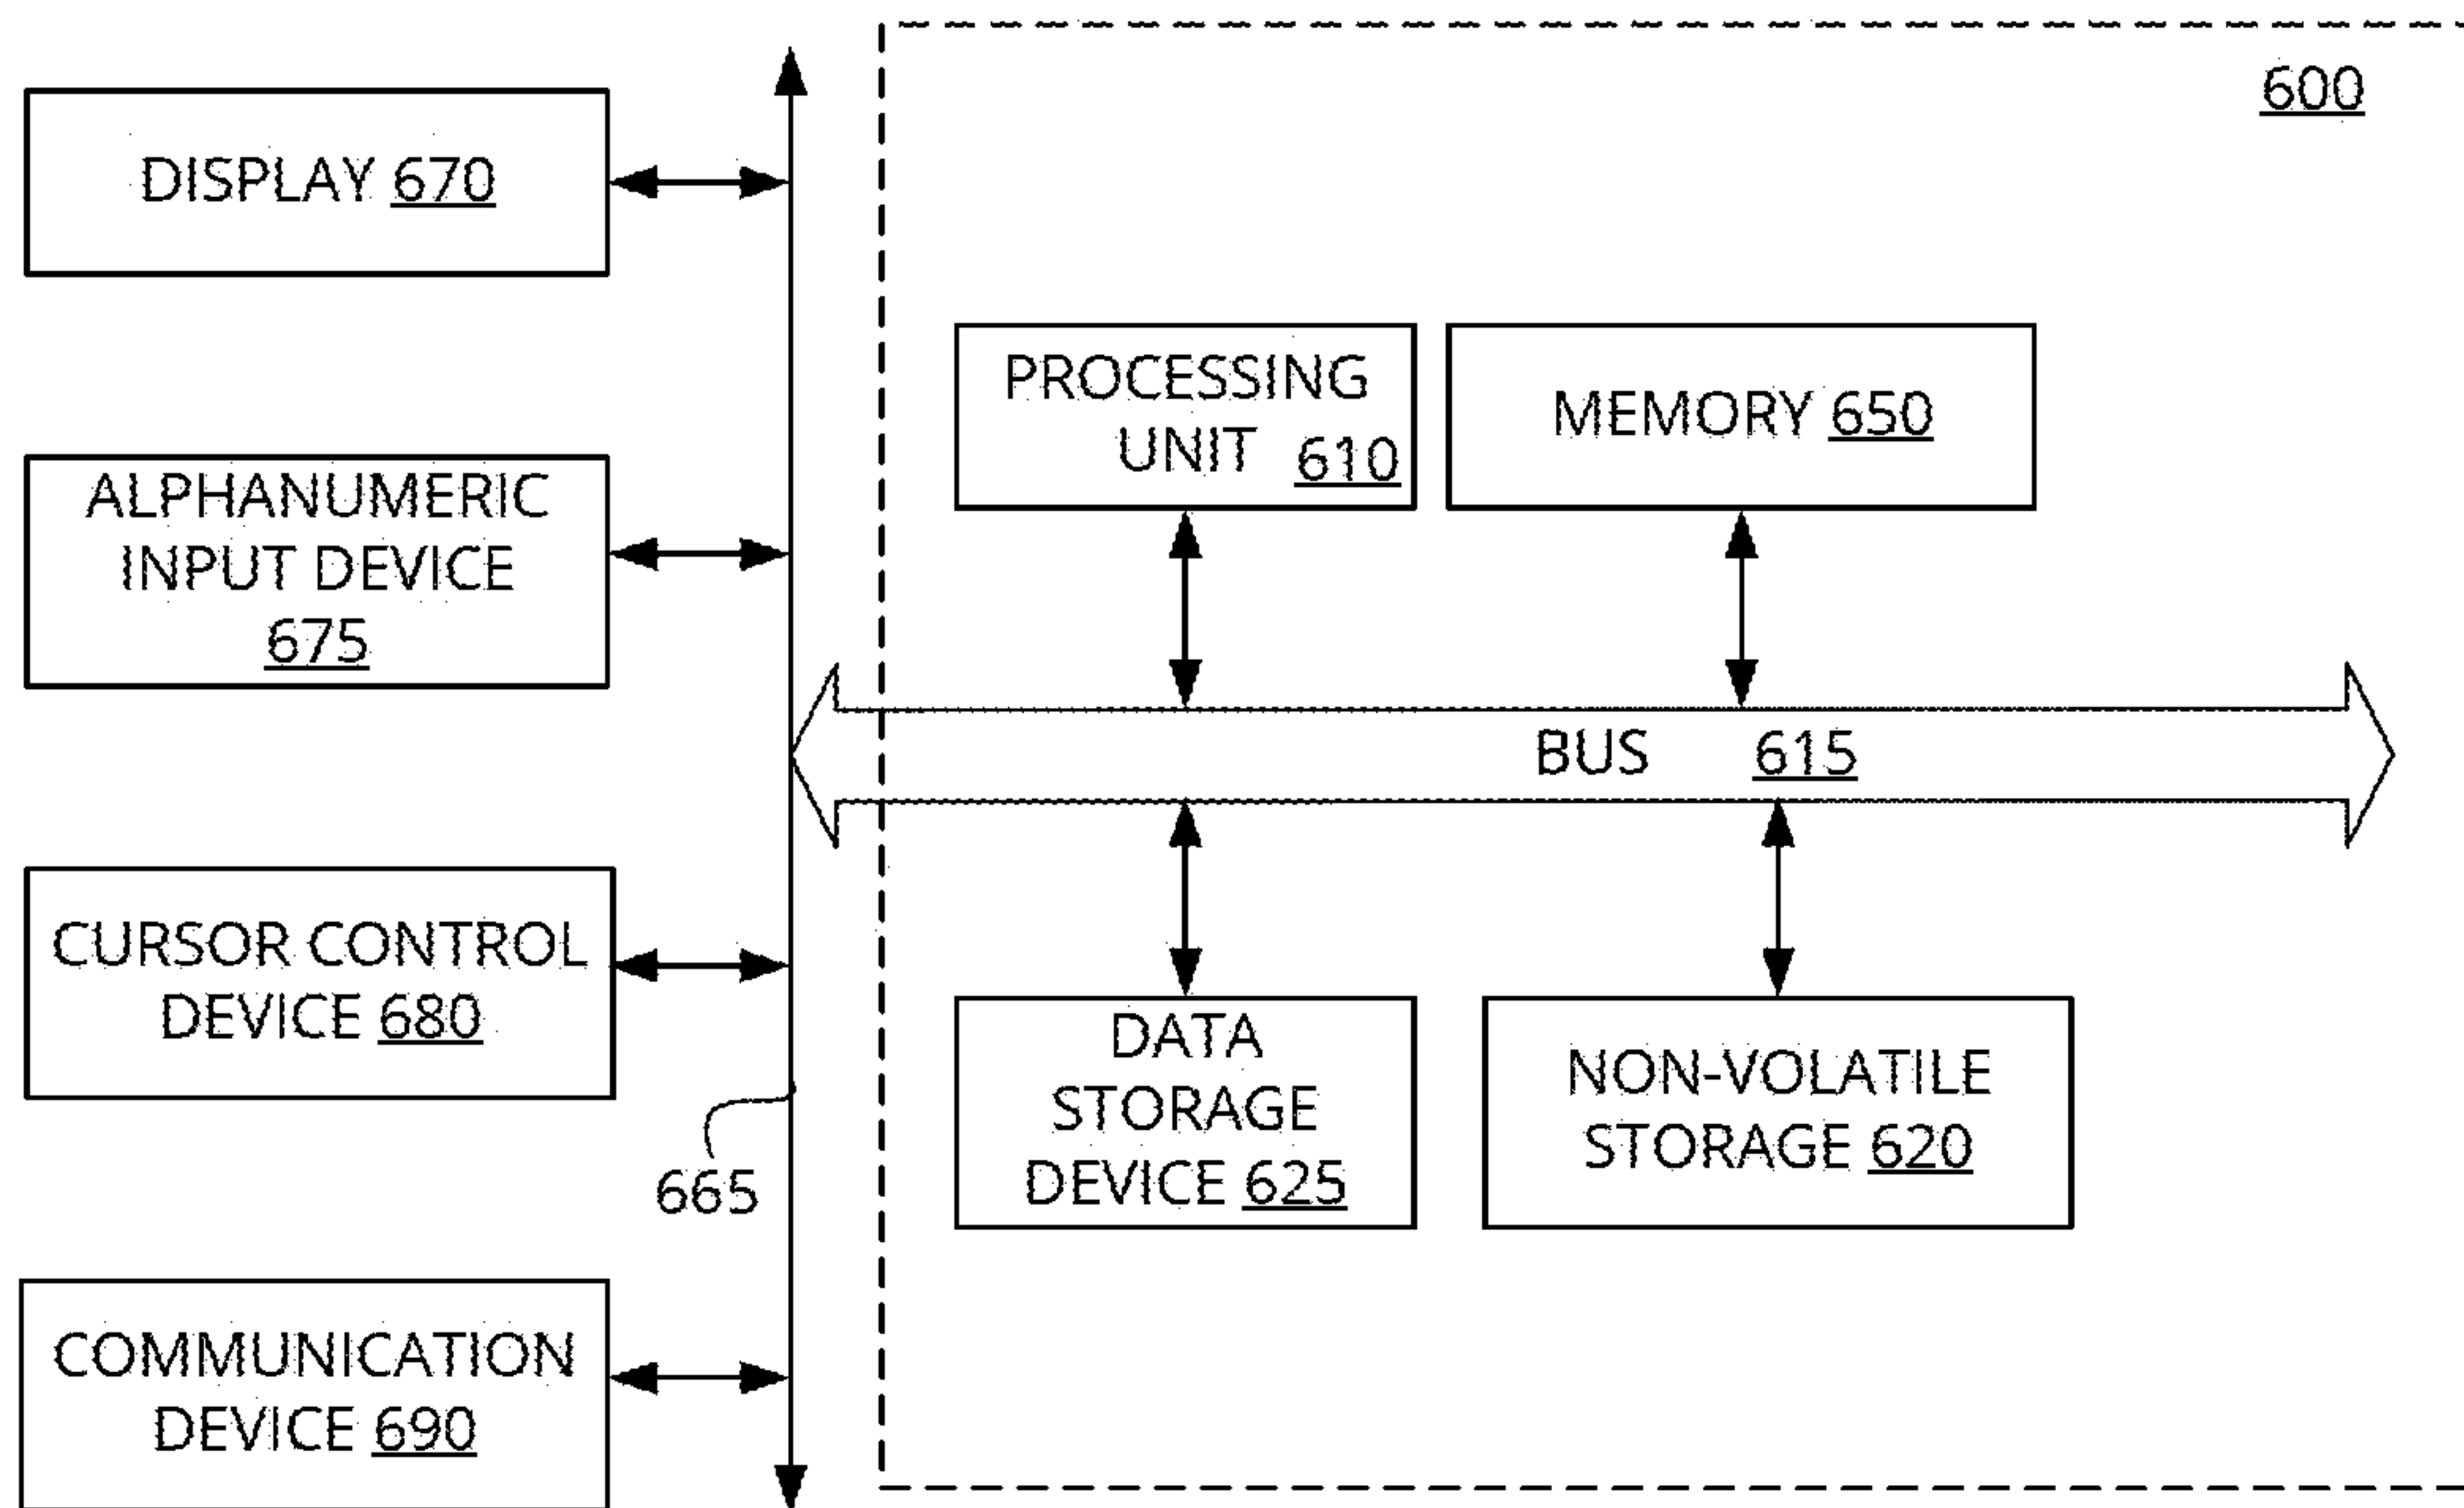 600
DISPLAY 670
PROCESSING
UNIT 610
MEMORY 650
ALPHANUMERIC
INPUT DEVICE
675
BUS 615
CURSOR CONTROL
DEVICE 680
665
DATA
STORAGE
DEVICE 625
NON-VOLATILE
STORAGE 620
COMMUNICATION
DEVICE 690